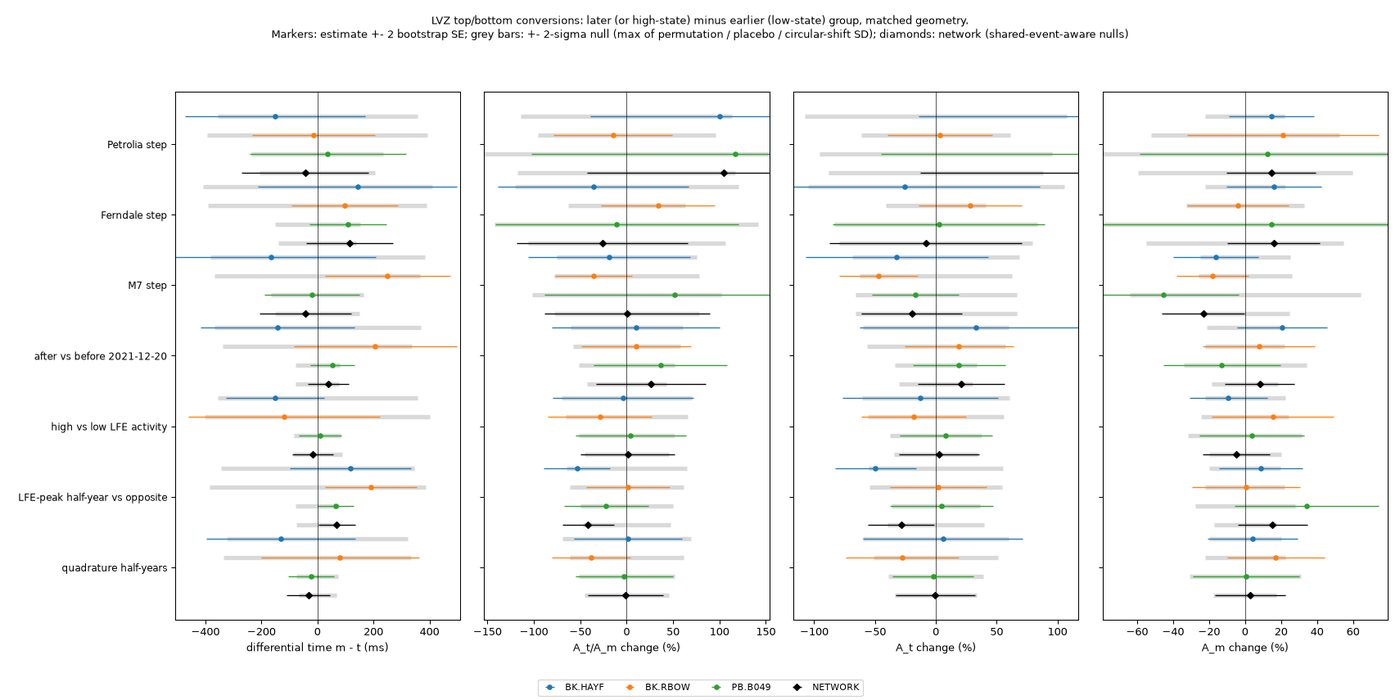 LVZ top/bottom conversions: later (or high-state) minus earlier (low-state) group, matched geometry.
Markers: estimate +- 2 bootstrap SE; grey bars: +- 2-sigma null (max of permutation / placebo / circular-shift SD); diamonds: network (shared-event-aware nulls)
Petrolia step
Ferndale step
M7 step
after vs before 2021-12-20
high vs low LFE activity
LFE-peak half-year vs opposite
quadrature half-years
−400 −200 0 200 400
differential time m - t (ms)
−150 −100 −50 0 50 100 150
A_t/A_m change (%)
−100 −50 0 50 100
A_t change (%)
−60 −40 −20 0 20 40 60
A_m change (%)
BK.HAYF BK.RBOW PB.B049 NETWORK